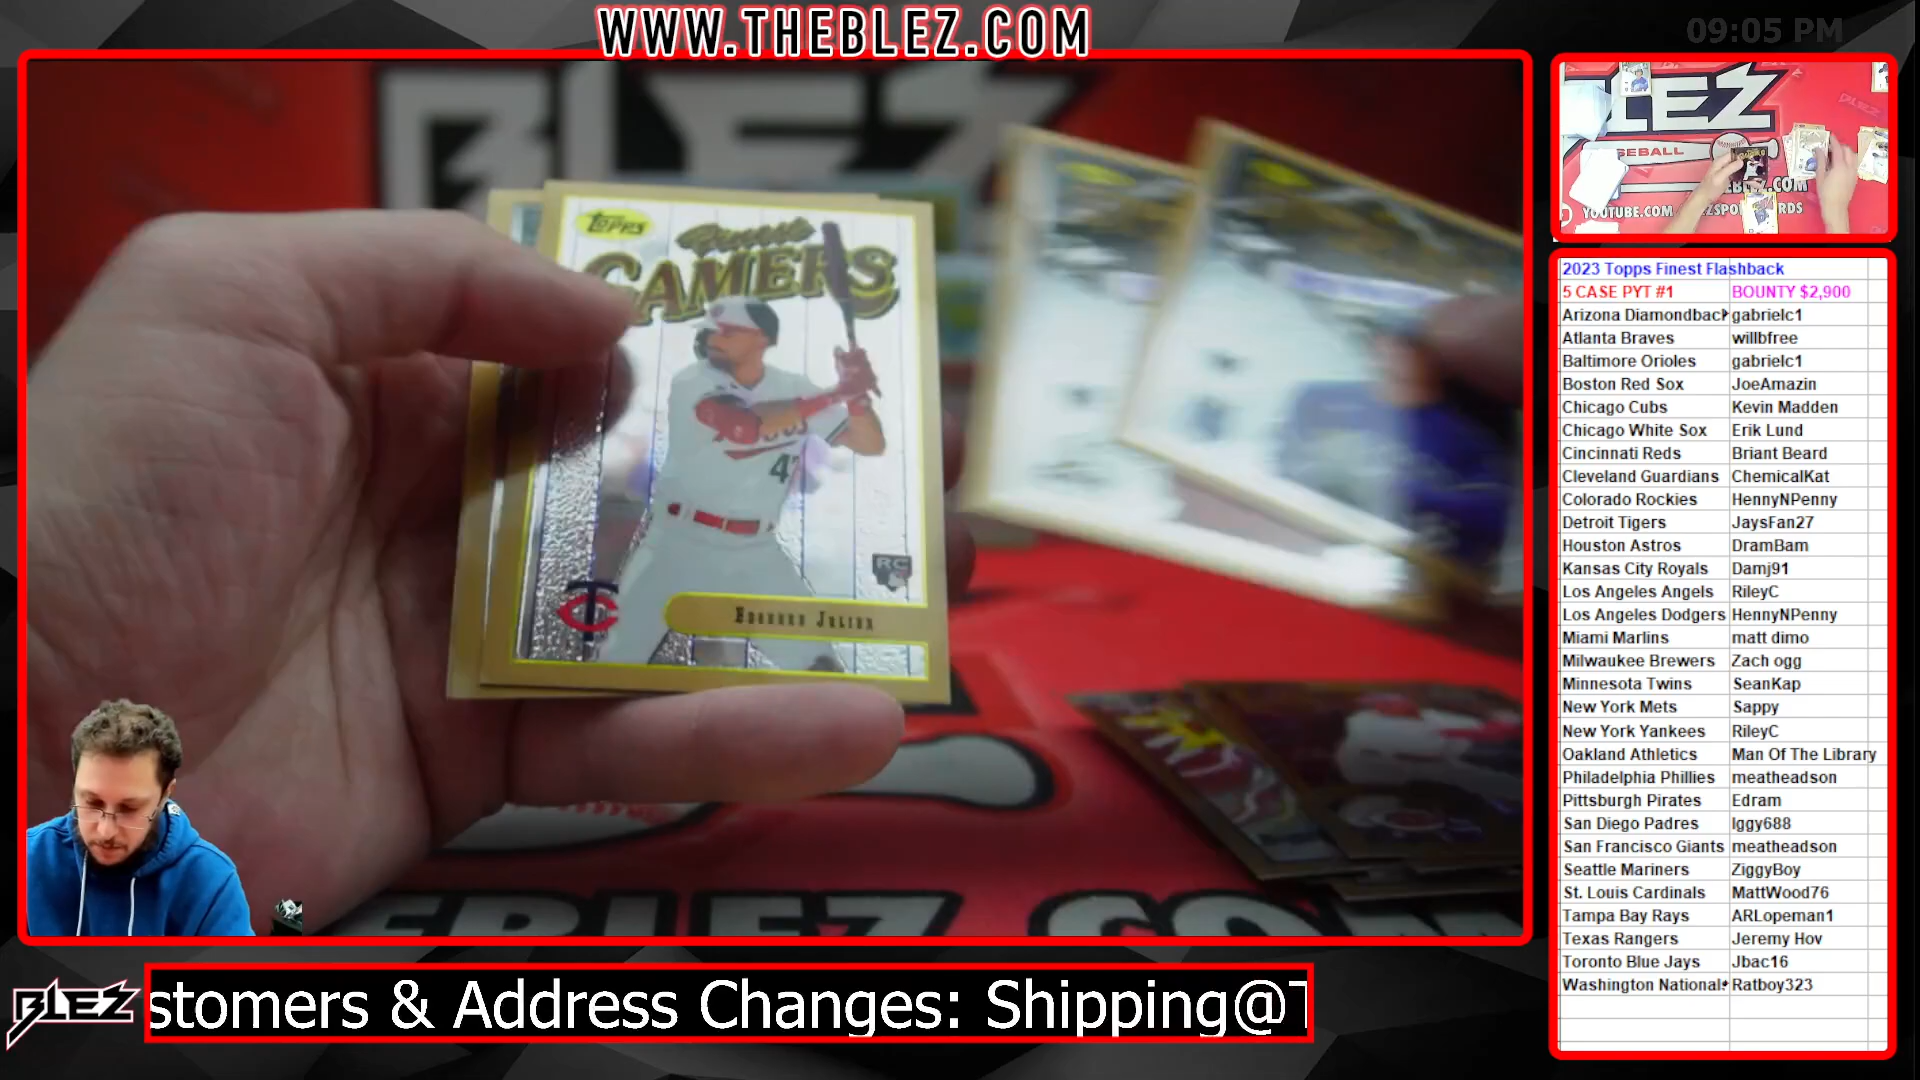 WWW.THEBLEZ.COM
09:05 PM
TOPPS
Finest
GAMERS
47
RC
Edouard Julien
2023 Topps Finest Flashback
5 CASE PYT #1 BOUNTY $2,900
Arizona Diamondback gabrielc1
Atlanta Braves willbfree
Baltimore Orioles gabrielc1
Boston Red Sox JoeAmazin
Chicago Cubs Kevin Madden
Chicago White Sox Erik Lund
Cincinnati Reds Briant Beard
Cleveland Guardians ChemicalKat
Colorado Rockies HennyNPenny
Detroit Tigers JaysFan27
Houston Astros DramBam
Kansas City Royals Damj91
Los Angeles Angels RileyC
Los Angeles Dodgers HennyNPenny
Miami Marlins matt dimo
Milwaukee Brewers Zach ogg
Minnesota Twins SeanKap
New York Mets Sappy
New York Yankees RileyC
Oakland Athletics Man Of The Library
Philadelphia Phillies meatheadson
Pittsburgh Pirates Edram
San Diego Padres Iggy688
San Francisco Giants meatheadson
Seattle Mariners ZiggyBoy
St. Louis Cardinals MattWood76
Tampa Bay Rays ARLopeman1
Texas Rangers Jeremy Hov
Toronto Blue Jays Jbac16
Washington Nationals Ratboy323
BLEZ
stomers & Address Changes: Shipping@T